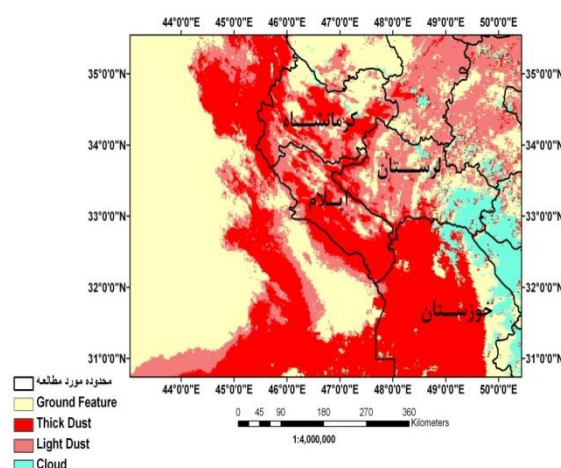 44°0'0"E 45°0'0"E 46°0'0"E 47°0'0"E 48°0'0"E 49°0'0"E 50°0'0"E
35°0'0"N 35°0'0"N
کرمانشاه
34°0'0"N 34°0'0"N
لرستان
ایلام
33°0'0"N 33°0'0"N
32°0'0"N 32°0'0"N
خوزستان
31°0'0"N 31°0'0"N
44°0'0"E 45°0'0"E 46°0'0"E 47°0'0"E 48°0'0"E 49°0'0"E 50°0'0"E
محدوده مورد مطالعه
Ground Feature
Thick Dust
Light Dust
Cloud
0 45 90 180 270 360
Kilometers
1:4,000,000